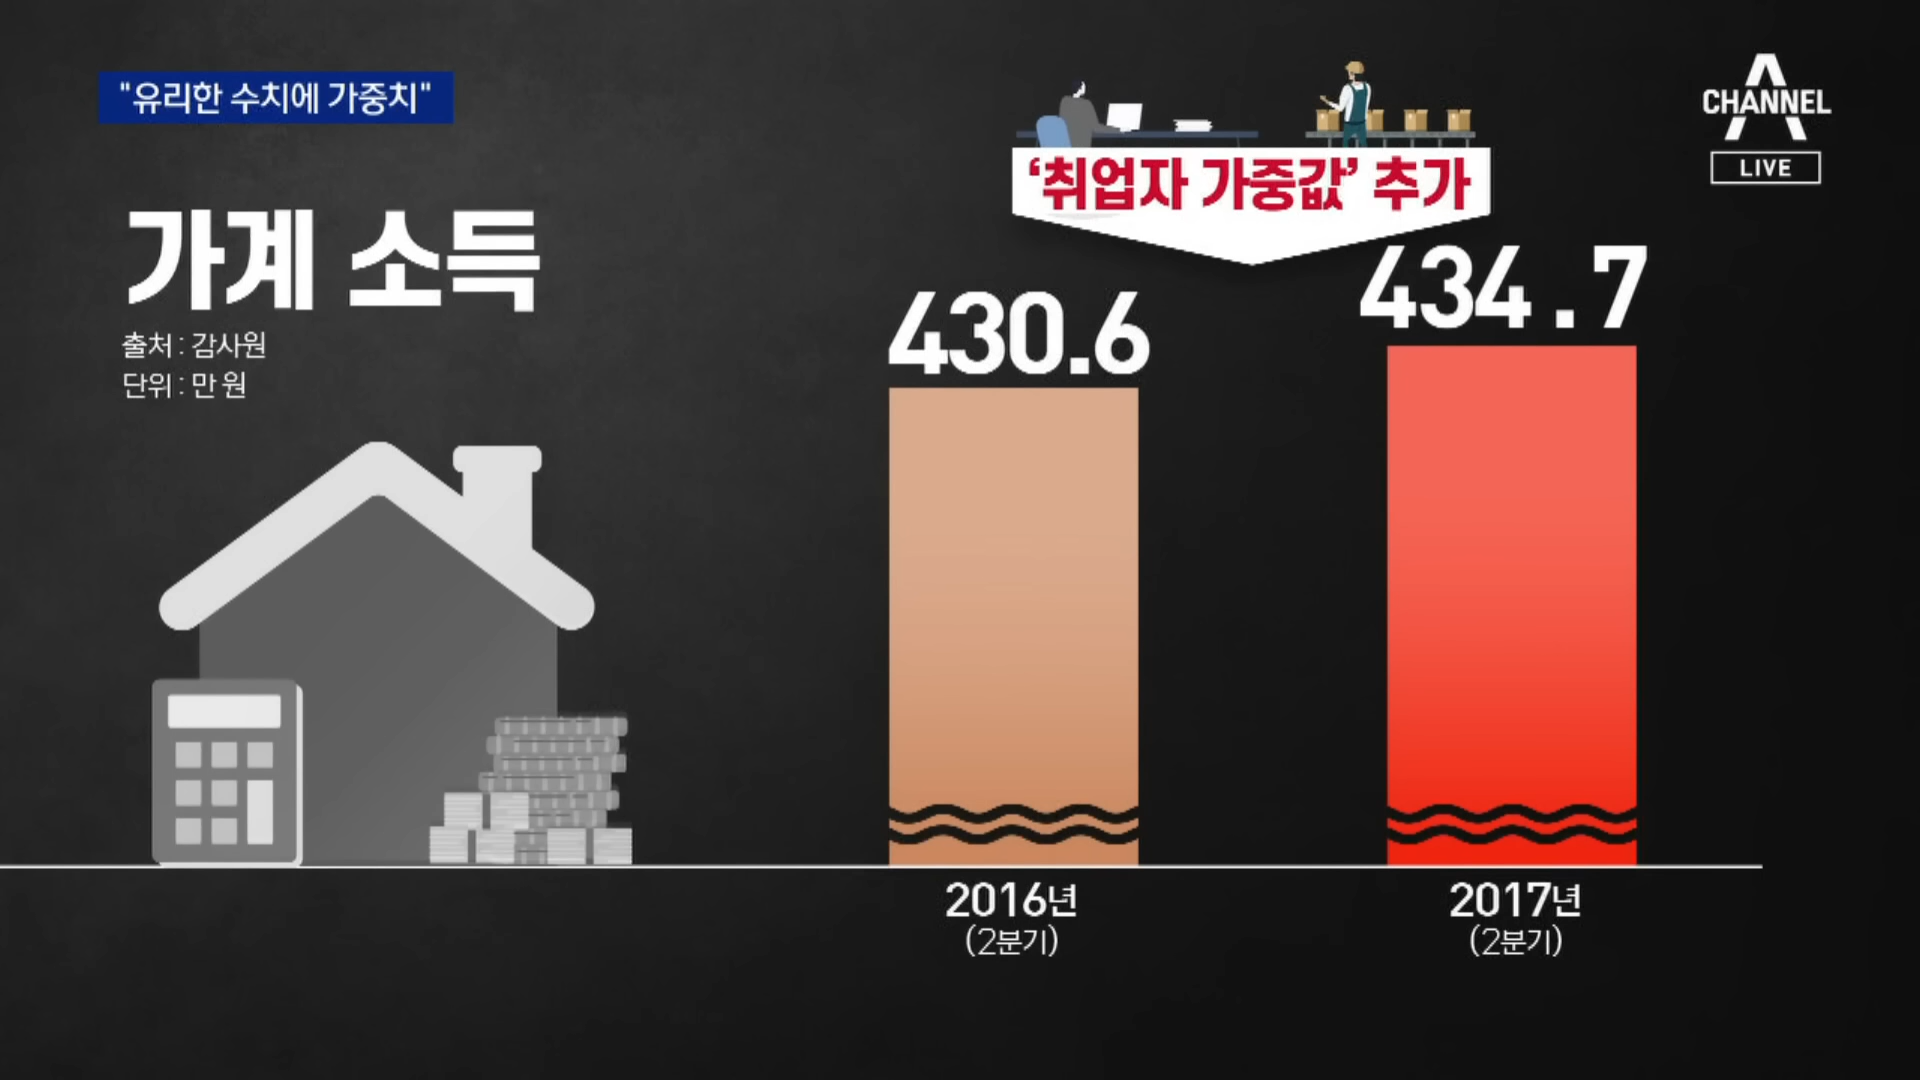 "유리한 수치에 가중치"
CHANNEL A
LIVE
'취업자 가중값' 추가
가계 소득
출처 : 감사원
단위 : 만 원
430.6
434.7
2016년
(2분기)
2017년
(2분기)